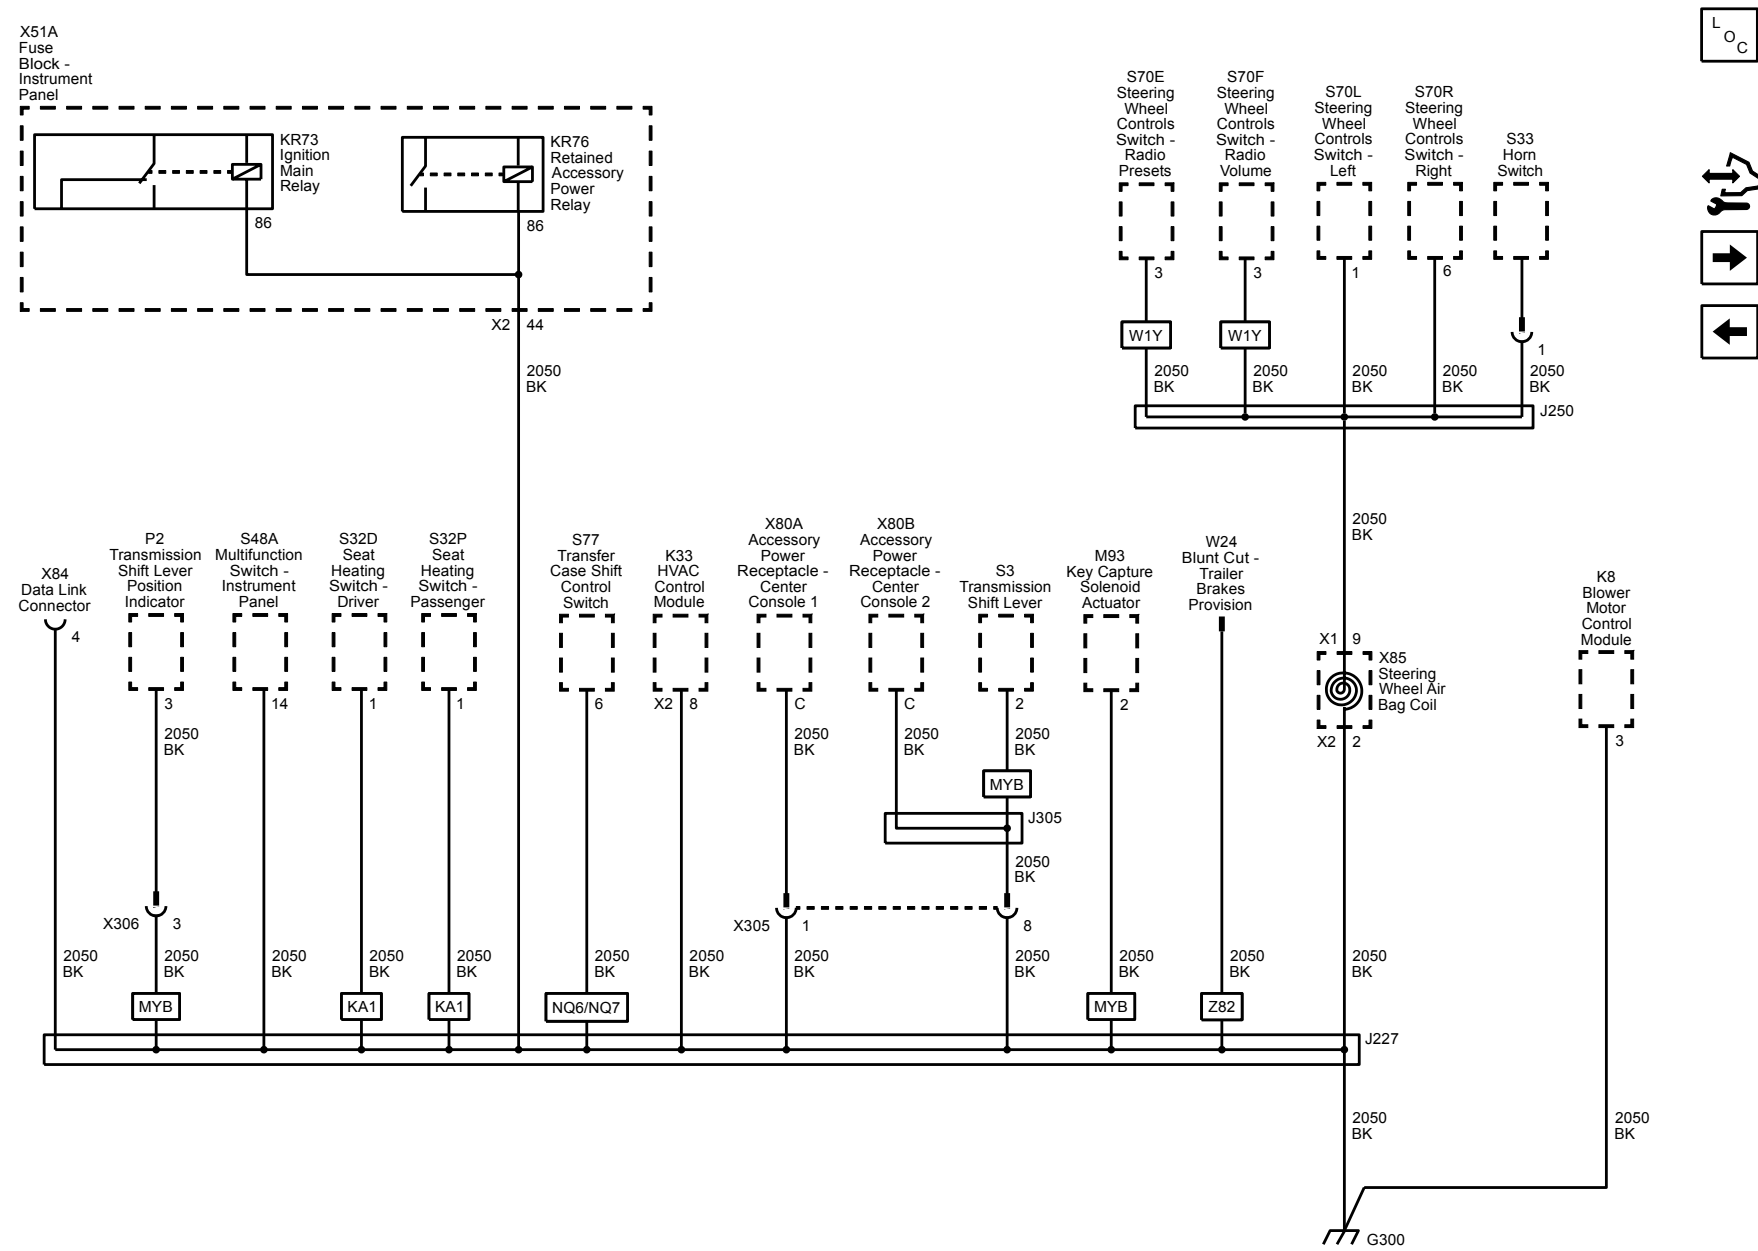 X51A
Fuse
Block -
Instrument
Panel
KR73
Ignition
Main
Relay
86
KR76
Retained
Accessory
Power
Relay
86
X2 44
2050
BK
S70E
Steering
Wheel
Controls
Switch -
Radio
Presets
3
W1Y
2050
BK
S70F
Steering
Wheel
Controls
Switch -
Radio
Volume
3
W1Y
2050
BK
S70L
Steering
Wheel
Controls
Switch -
Left
1
2050
BK
S70R
Steering
Wheel
Controls
Switch -
Right
6
2050
BK
S33
Horn
Switch
1
2050
BK
J250
L
O
C
2050
BK
X84
Data Link
Connector
4
2050
BK
P2
Transmission
Shift Lever
Position
Indicator
3
2050
BK
X306 3
2050
BK
MYB
S48A
Multifunction
Switch -
Instrument
Panel
14
2050
BK
S32D
Seat
Heating
Switch -
Driver
1
2050
BK
KA1
S32P
Seat
Heating
Switch -
Passenger
1
2050
BK
KA1
S77
Transfer
Case Shift
Control
Switch
6
2050
BK
NQ6/NQ7
K33
HVAC
Control
Module
X2 8
2050
BK
X80A
Accessory
Power
Receptacle -
Center
Console 1
C
2050
BK
X305 1
2050
BK
X80B
Accessory
Power
Receptacle -
Center
Console 2
C
2050
BK
S3
Transmission
Shift Lever
2
2050
BK
MYB
J305
2050
BK
8
2050
BK
M93
Key Capture
Solenoid
Actuator
2
2050
BK
MYB
W24
Blunt Cut -
Trailer
Brakes
Provision
2050
BK
Z82
X1 9
X85
Steering
Wheel Air
Bag Coil
X2 2
2050
BK
K8
Blower
Motor
Control
Module
3
J227
2050
BK
2050
BK
G300